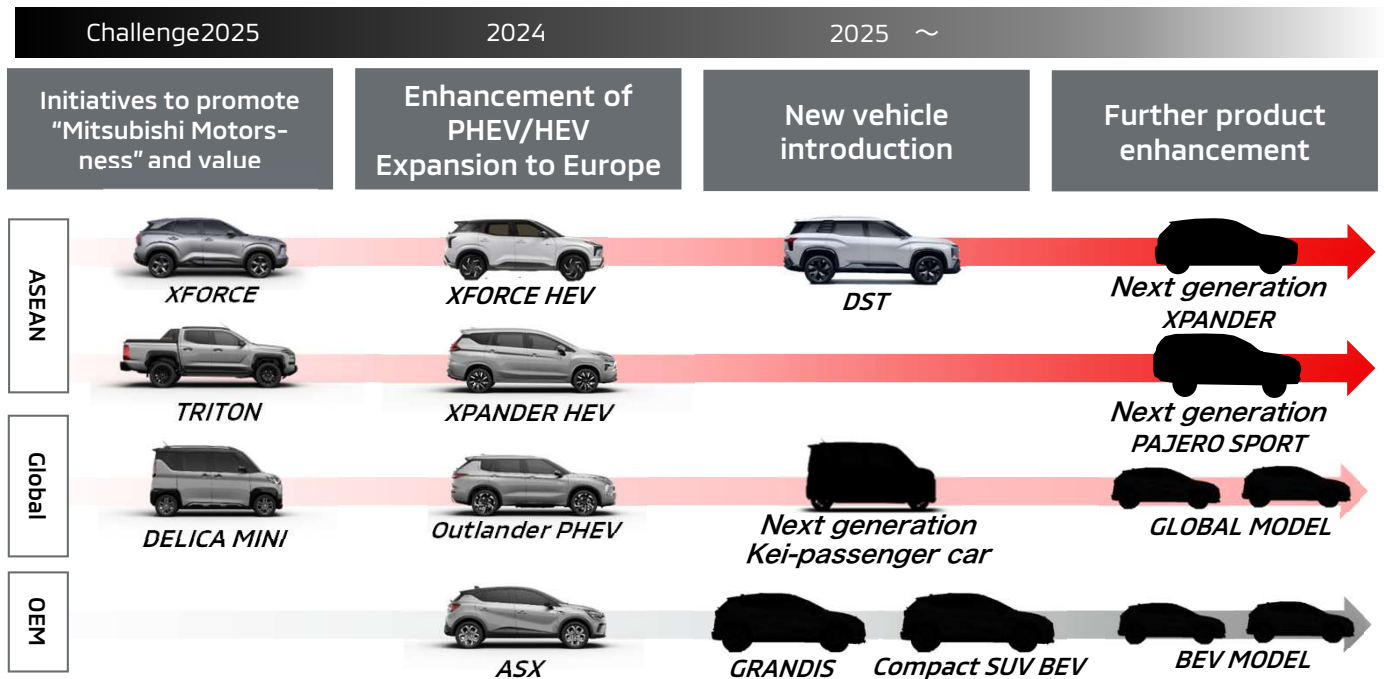 Challenge2025
2024
2025 ～
Initiatives to promote
“Mitsubishi Motors-
ness” and value
Enhancement of
PHEV/HEV
Expansion to Europe
New vehicle
introduction
Further product
enhancement
ASEAN
XFORCE
XFORCE HEV
DST
Next generation
XPANDER
TRITON
XPANDER HEV
Next generation
PAJERO SPORT
Global
DELICA MINI
Outlander PHEV
Next generation
Kei-passenger car
GLOBAL MODEL
OEM
ASX
GRANDIS
Compact SUV BEV
BEV MODEL